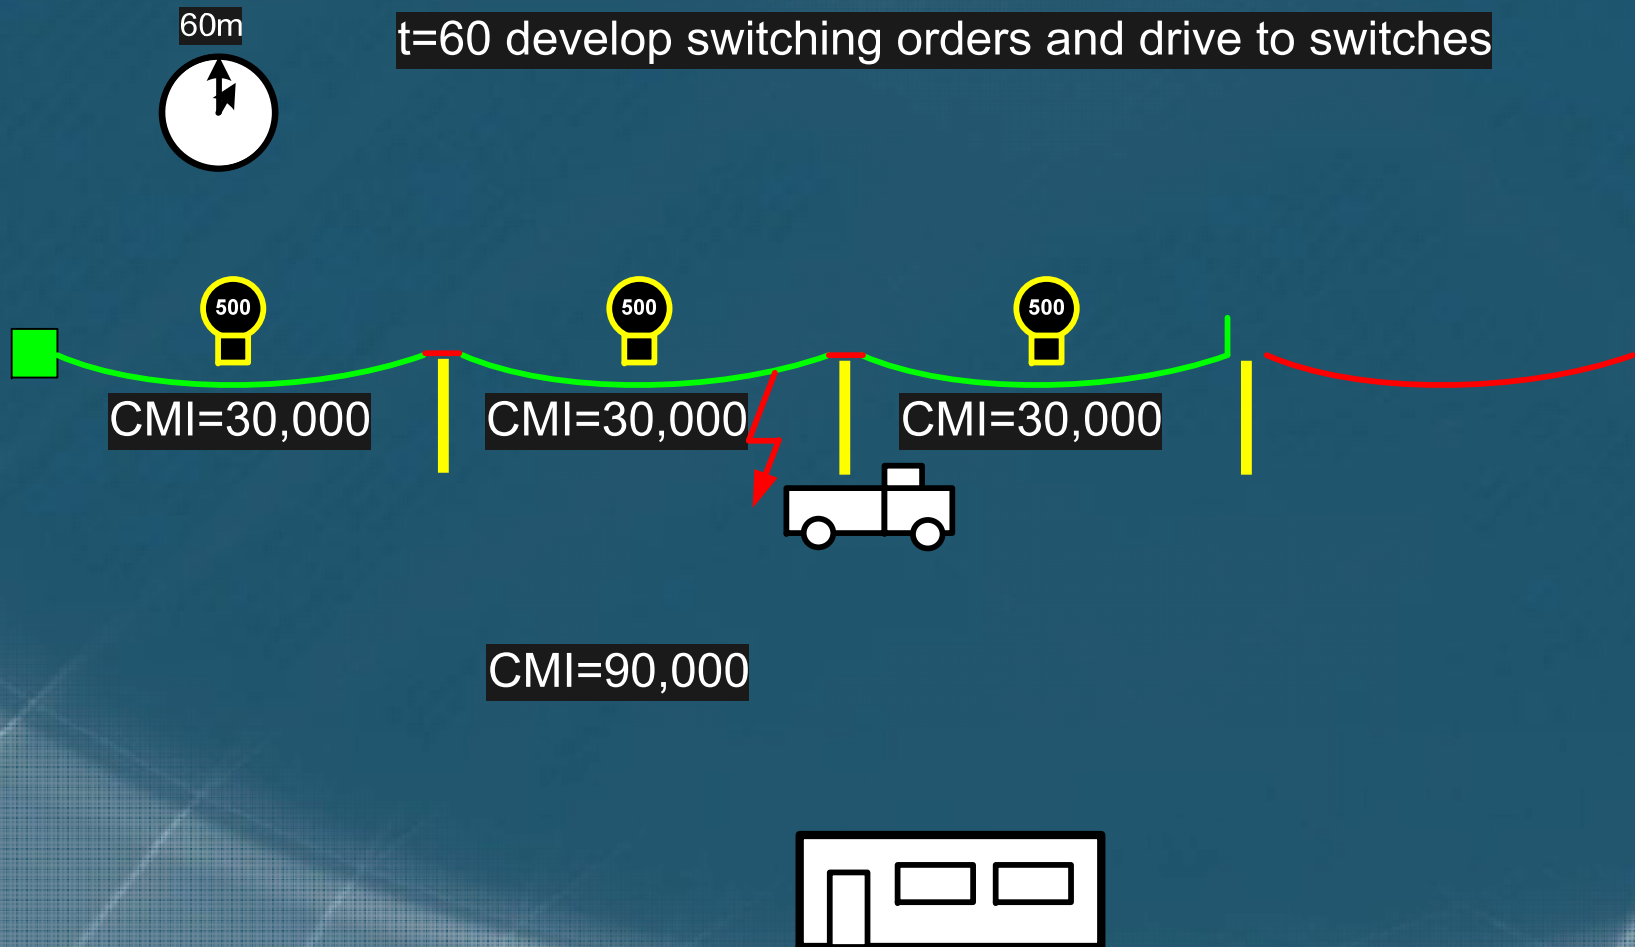 60m
t=60 develop switching orders and drive to switches
500
500
500
CMI=30,000
CMI=30,000
CMI=30,000
CMI=90,000